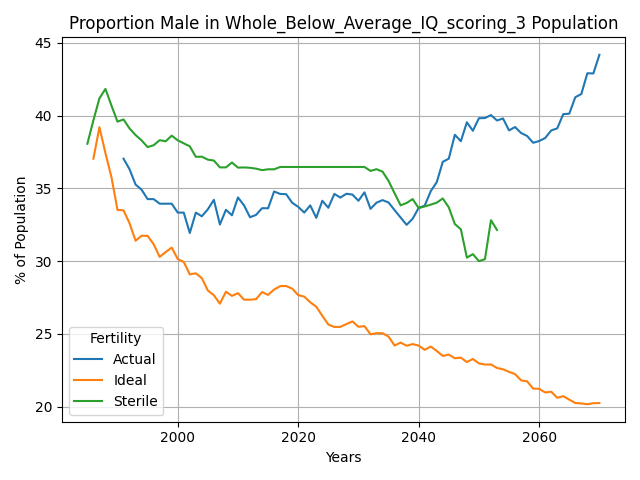 Proportion Male in Whole_Below_Average_IQ_scoring_3 Population
% of Population
45
40
35
30
25
20
Fertility
Actual
Ideal
Sterile
2000
2020
2040
2060
Years